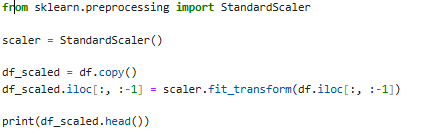 from sklearn.preprocessing import StandardScaler
scaler = StandardScaler()
df_scaled = df.copy()
df_scaled.iloc[:, :-1] = scaler.fit_transform(df.iloc[:, :-1])
print(df_scaled.head())